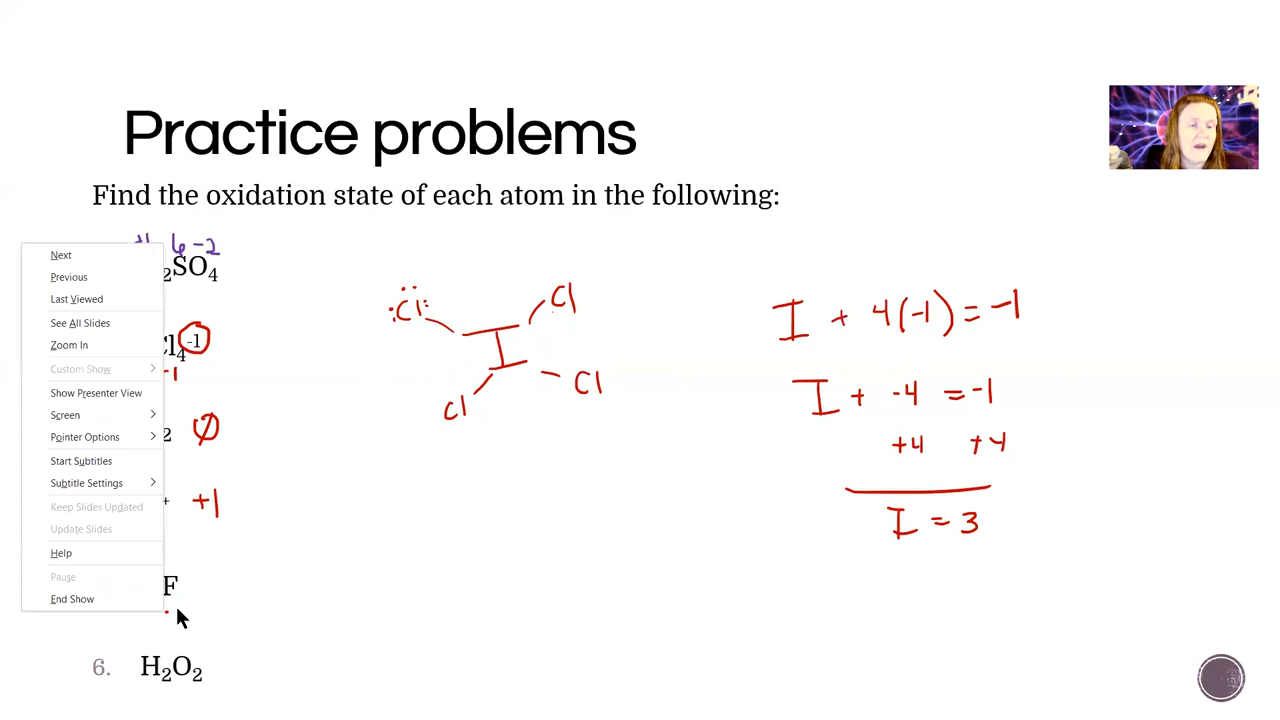 Practice problems
Find the oxidation state of each atom in the following:
+1 6 -2
2SO4
Cl4 -1
-1
2 0
+ +1
F
6. H2O2
Next
Previous
Last Viewed
See All Slides
Zoom In
Custom Show
Show Presenter View
Screen
Pointer Options
Start Subtitles
Subtitle Settings
Keep Slides Updated
Update Slides
Help
Pause
End Show
Cl Cl
I
Cl Cl
I + 4(-1) = -1
I + -4 = -1
+4 +4
I = 3